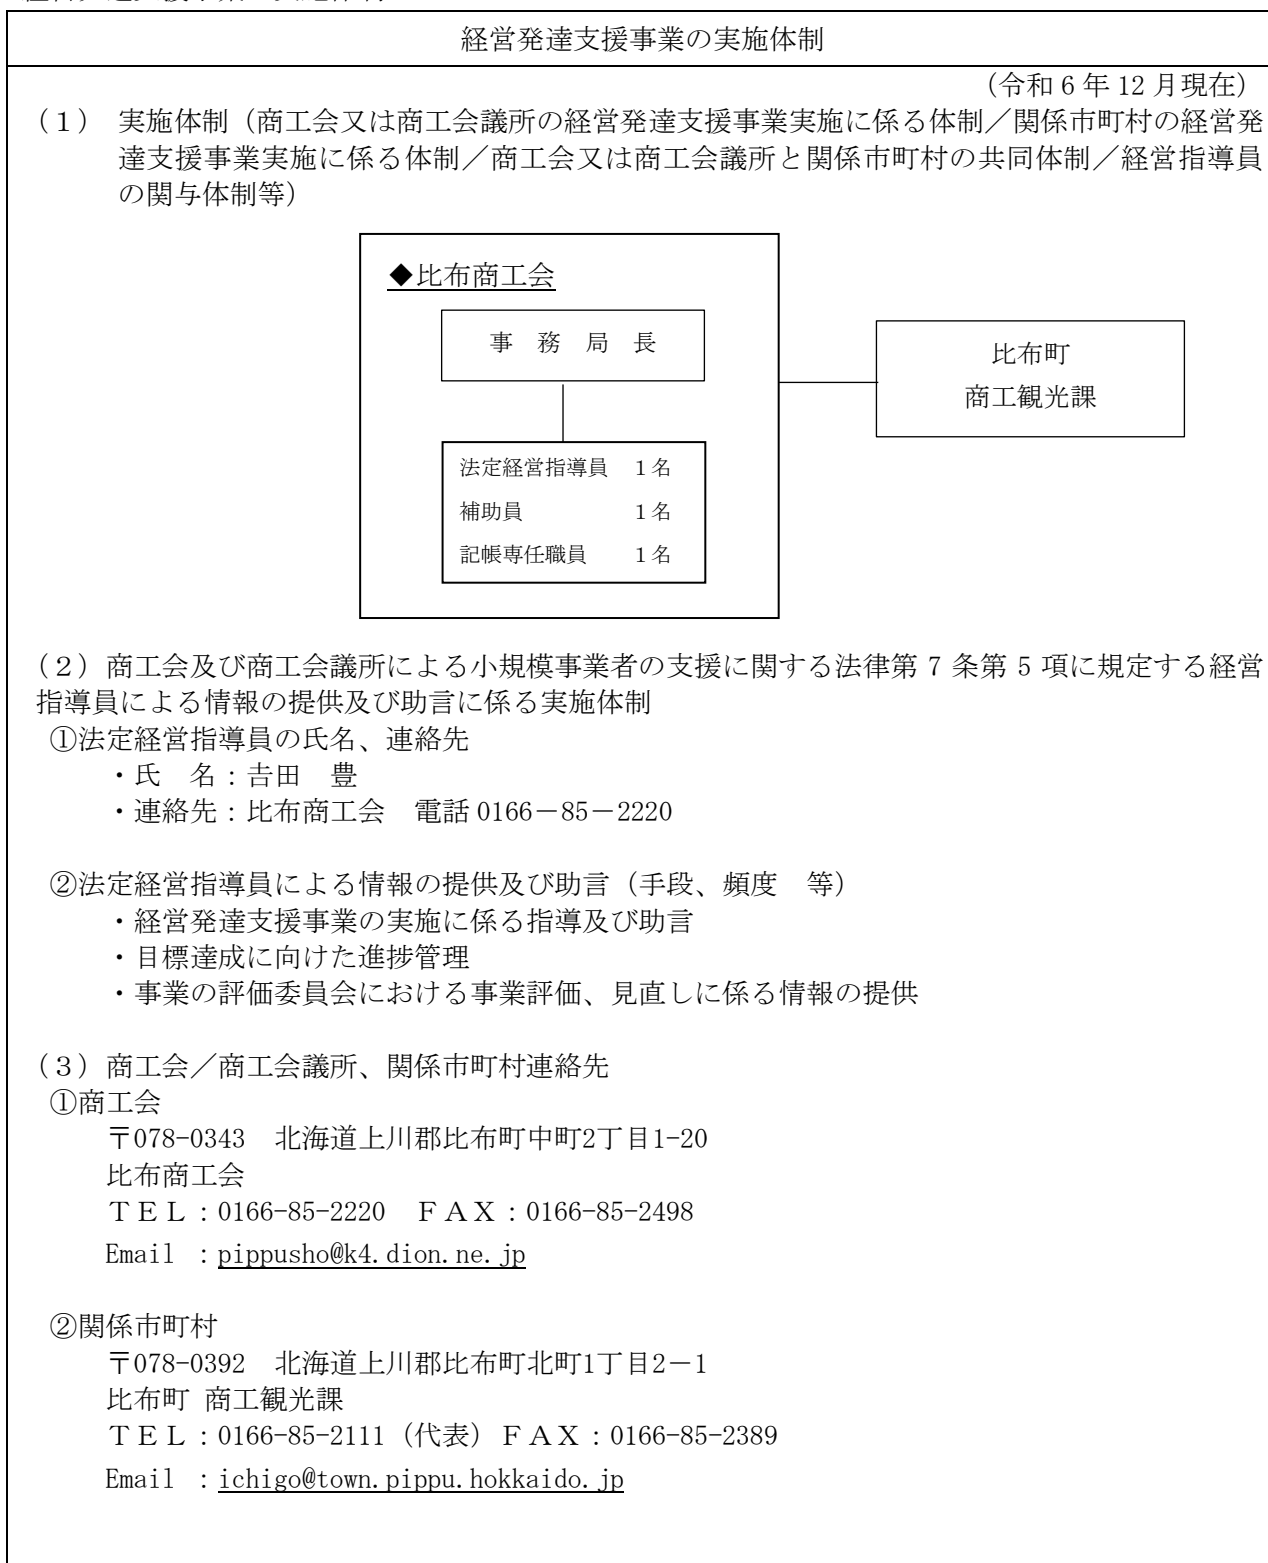 経営発達支援事業の実施体制
（令和 6 年 12 月現在）
（１） 実施体制（商工会又は商工会議所の経営発達支援事業実施に係る体制／関係市町村の経営発
達支援事業実施に係る体制／商工会又は商工会議所と関係市町村の共同体制／経営指導員
の関与体制等）
◆比布商工会
事 務 局 長
比布町
商工観光課
法定経営指導員 １名
補助員 １名
記帳専任職員 １名
（２）商工会及び商工会議所による小規模事業者の支援に関する法律第 7 条第 5 項に規定する経営
指導員による情報の提供及び助言に係る実施体制
①法定経営指導員の氏名、連絡先
・氏　名：𠮷田　豊
・連絡先：比布商工会　電話 0166－85－2220
②法定経営指導員による情報の提供及び助言（手段、頻度　等）
・経営発達支援事業の実施に係る指導及び助言
・目標達成に向けた進捗管理
・事業の評価委員会における事業評価、見直しに係る情報の提供
（３）商工会／商工会議所、関係市町村連絡先
①商工会
〒078-0343　北海道上川郡比布町中町2丁目1-20
比布商工会
ＴＥＬ：0166-85-2220　ＦＡＸ：0166-85-2498
Email ：pippusho@k4.dion.ne.jp
②関係市町村
〒078-0392　北海道上川郡比布町北町1丁目2－1
比布町 商工観光課
ＴＥＬ：0166-85-2111（代表）ＦＡＸ：0166-85-2389
Email ：ichigo@town.pippu.hokkaido.jp